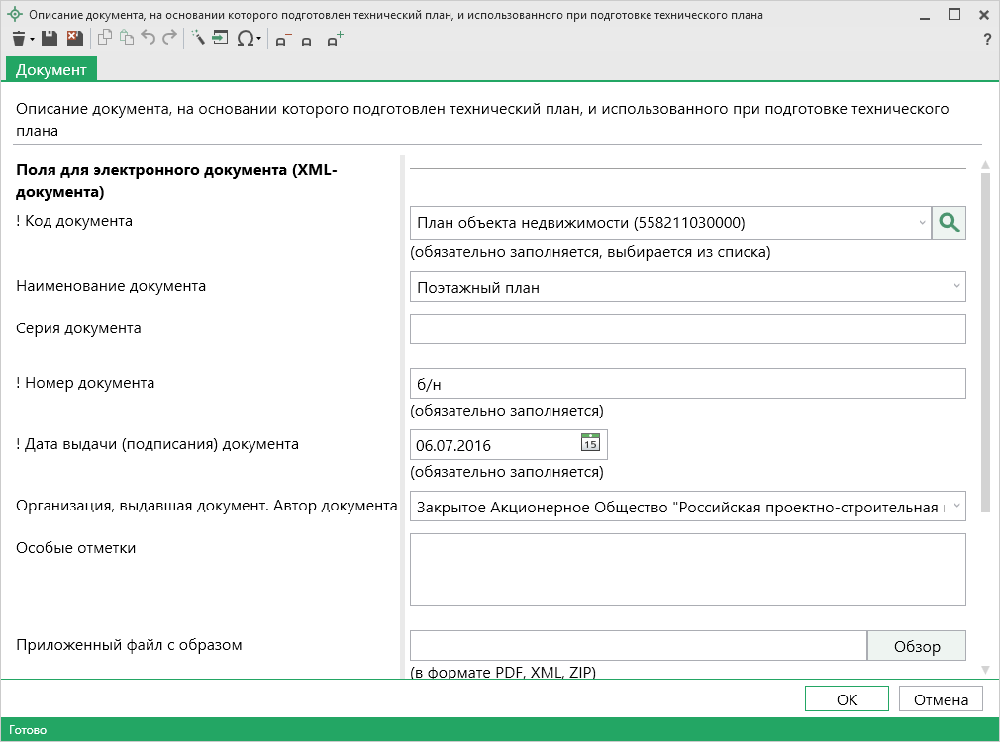 Описание документа, на основании которого подготовлен технический план, и использованного при подготовке технического плана
?
Документ
Описание документа, на основании которого подготовлен технический план, и использованного при подготовке технического
плана
Поля для электронного документа (XML-
документа)
! Код документа
План объекта недвижимости (558211030000)
(обязательно заполняется, выбирается из списка)
Наименование документа
Поэтажный план
Серия документа
! Номер документа
б/н
(обязательно заполняется)
! Дата выдачи (подписания) документа
06.07.2016
15
(обязательно заполняется)
Организация, выдавшая документ. Автор документа
Закрытое Акционерное Общество "Российская проектно-строительная
Особые отметки
Приложенный файл с образом
Обзор
(в формате PDF, XML, ZIP)
ОК
Отмена
Готово